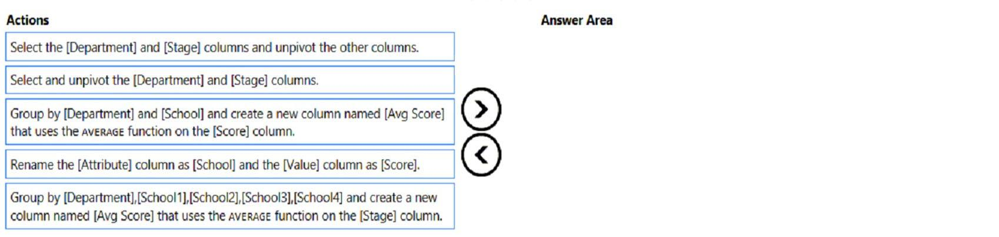 Actions
Answer Area
Select the [Department] and [Stage] columns and unpivot the other columns.
Select and unpivot the [Department] and [Stage] columns.
Group by [Department] and [School] and create a new column named [Avg Score]
that uses the AVERAGE function on the [Score] column.
Rename the [Attribute] column as [School] and the [Value] column as [Score].
Group by [Department],[School1],[School2],[School3],[School4] and create a new
column named [Avg Score] that uses the AVERAGE function on the [Stage] column.